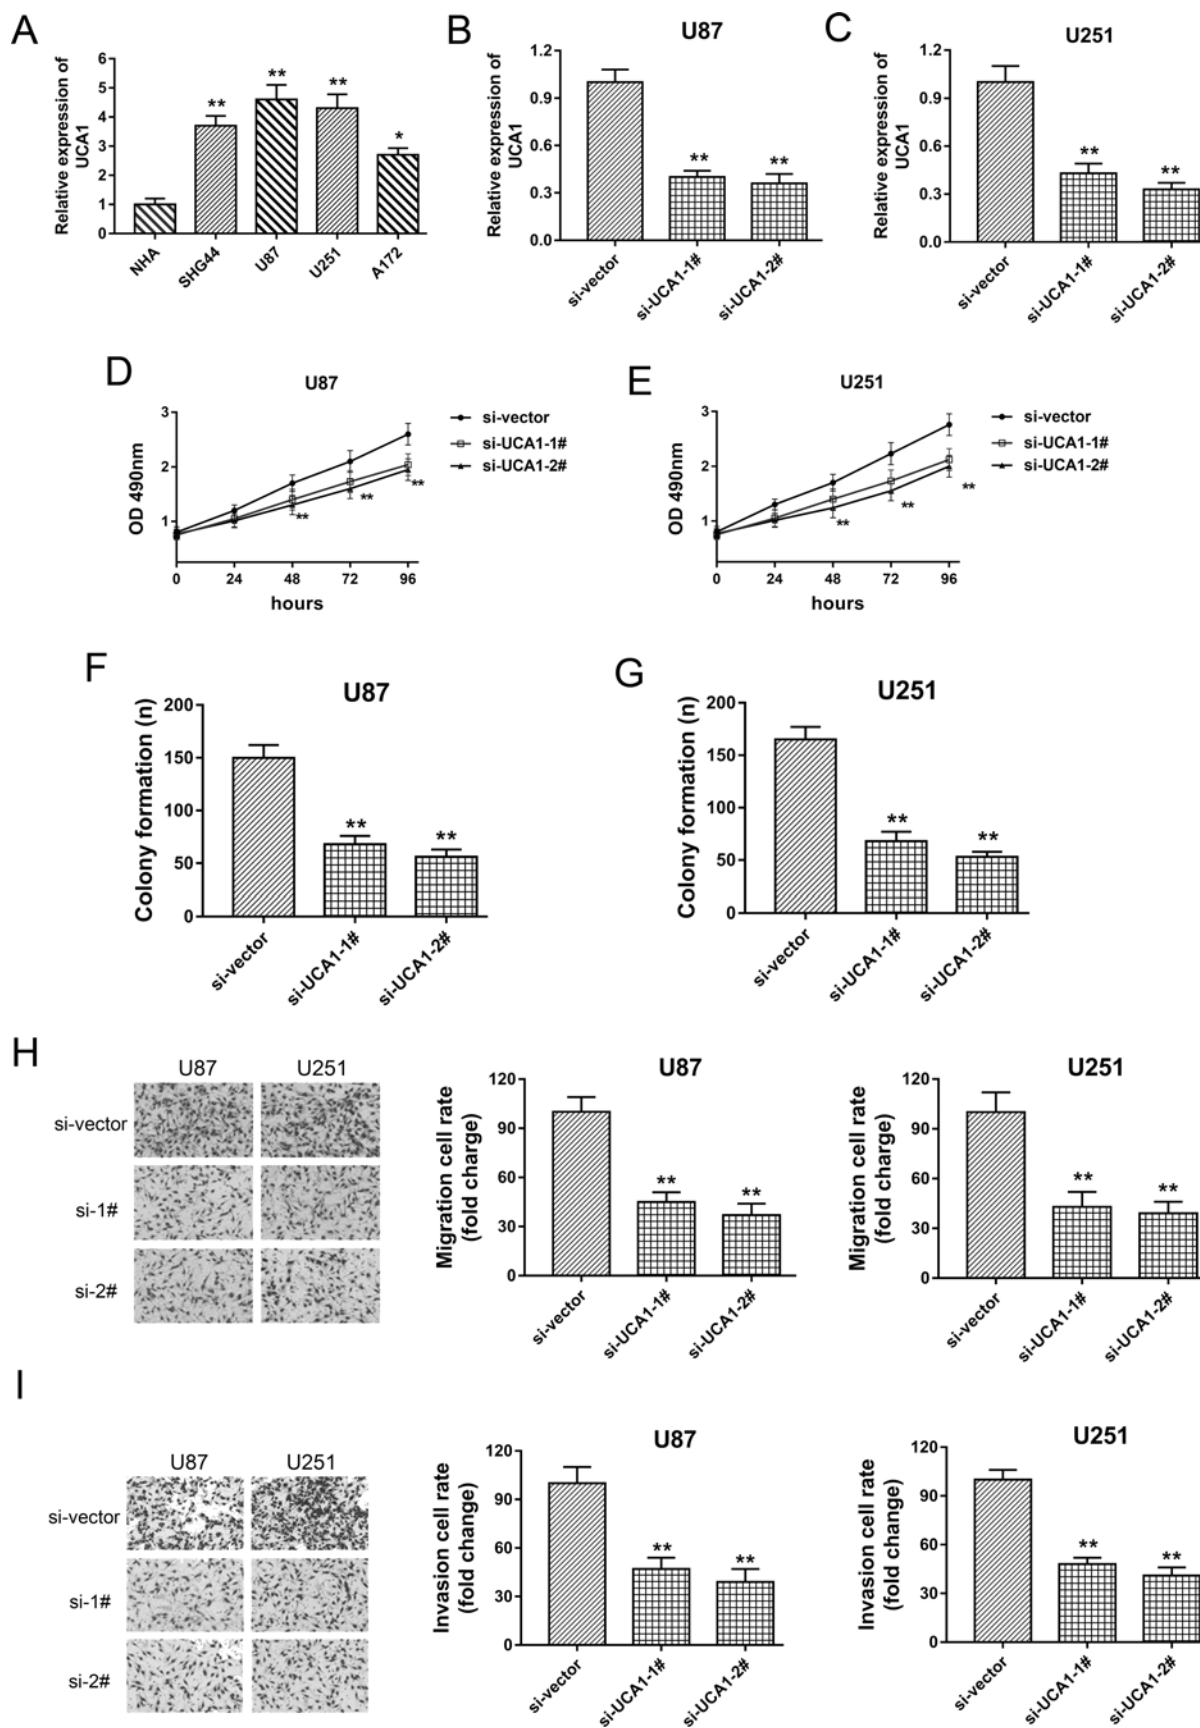 A
Relative expression of
UCA1
6
5
4
3
2
1
0
**
**
**
*
NHA
SHG44
U87
U251
A172
B
U87
Relative expression of
UCA1
1.2
0.9
0.6
0.3
0.0
**
**
si-vector
si-UCA1-1#
si-UCA1-2#
C
U251
Relative expression of
UCA1
1.2
0.9
0.6
0.3
0.0
**
**
si-vector
si-UCA1-1#
si-UCA1-2#
D
U87
OD 490nm
3
2
1
0
24
48
72
96
hours
**
**
**
si-vector
si-UCA1-1#
si-UCA1-2#
E
U251
OD 490nm
3
2
1
0
24
48
72
96
hours
**
**
**
si-vector
si-UCA1-1#
si-UCA1-2#
F
U87
Colony formation (n)
200
150
100
50
0
**
**
si-vector
si-UCA1-1#
si-UCA1-2#
G
U251
Colony formation (n)
200
150
100
50
0
**
**
si-vector
si-UCA1-1#
si-UCA1-2#
H
U87
U251
si-vector
si-1#
si-2#
U87
Migration cell rate
(fold charge)
120
90
60
30
0
**
**
si-vector
si-UCA1-1#
si-UCA1-2#
U251
Migration cell rate
(fold charge)
120
90
60
30
0
**
**
si-vector
si-UCA1-1#
si-UCA1-2#
I
U87
U251
si-vector
si-1#
si-2#
U87
Invasion cell rate
(fold change)
120
90
60
30
0
**
**
si-vector
si-UCA1-1#
si-UCA1-2#
U251
Invasion cell rate
(fold change)
120
90
60
30
0
**
**
si-vector
si-UCA1-1#
si-UCA1-2#